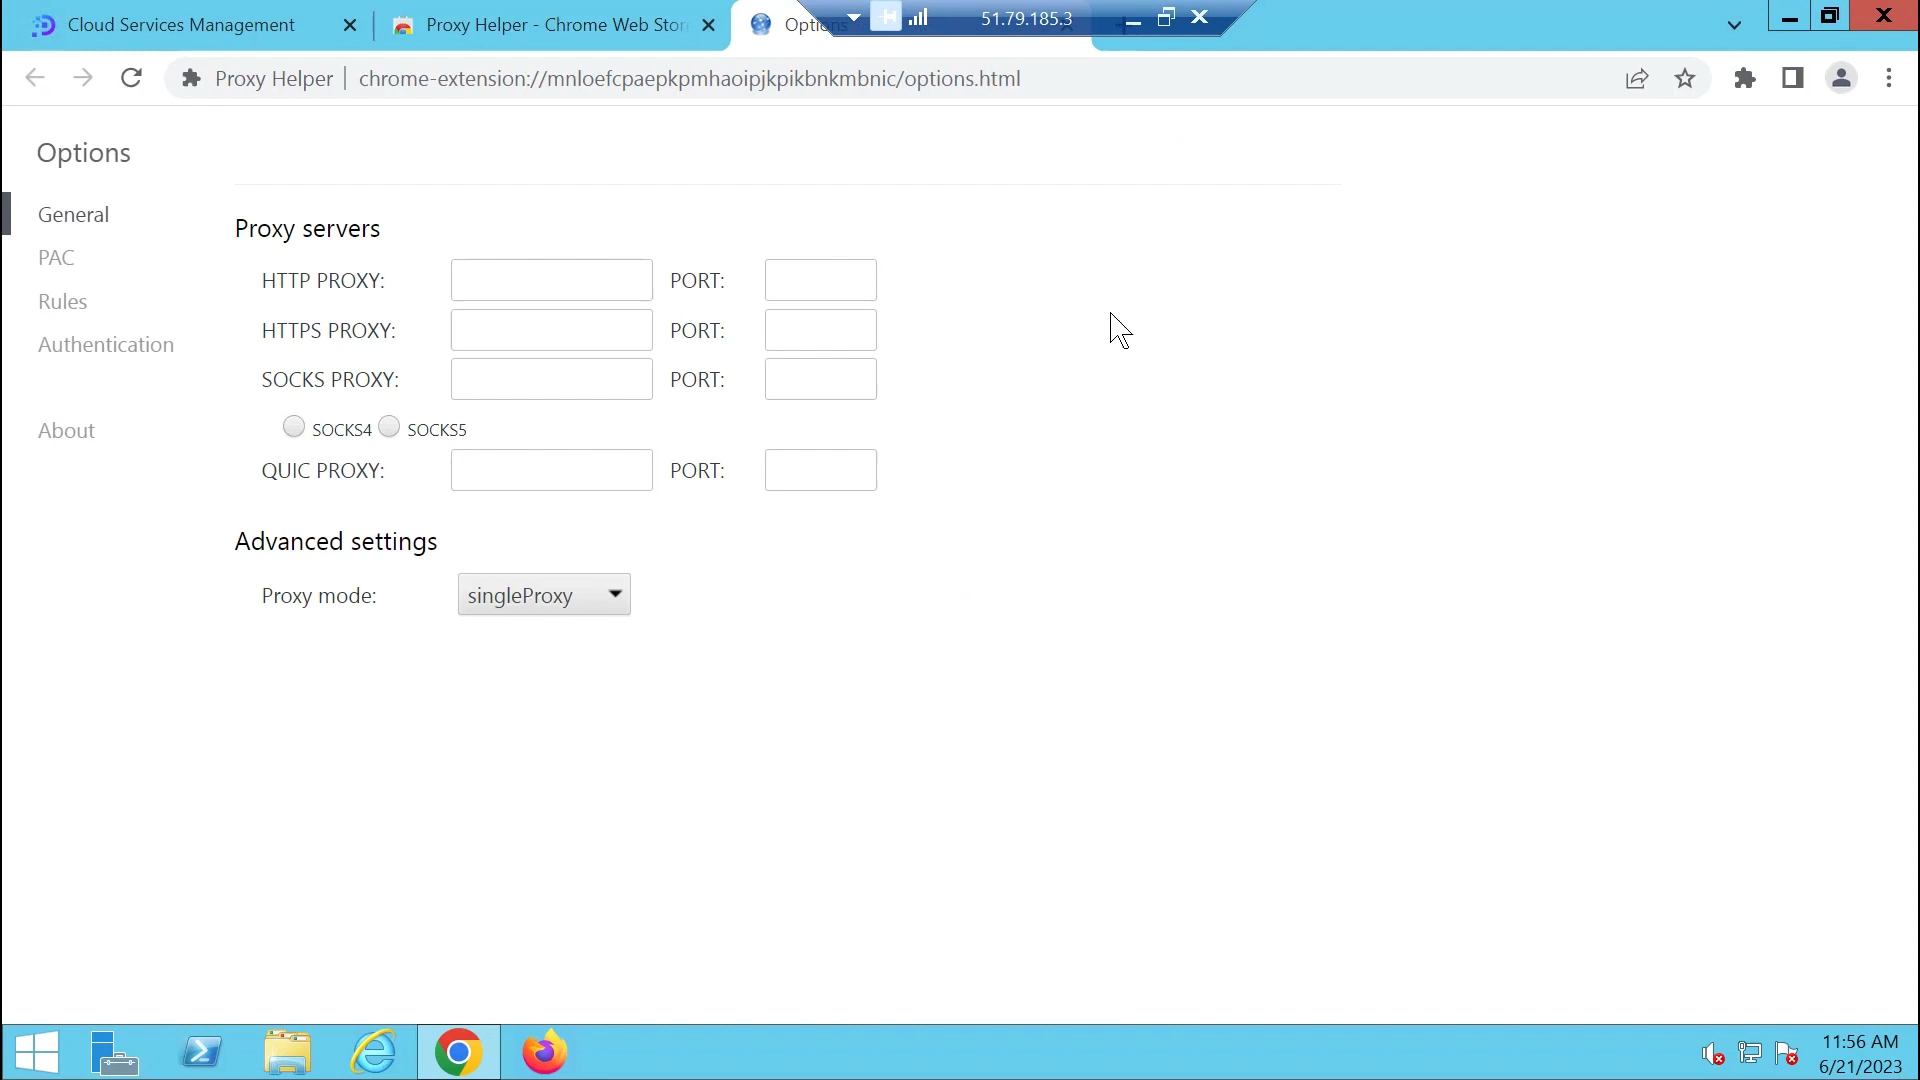 Cloud Services Management
Proxy Helper - Chrome Web Stor
Options
51.79.185.3
Proxy Helper
chrome-extension://mnloefcpaepkpmhaoipjkpikbnkmbnic/options.html
Options
General
PAC
Rules
Authentication
About
Proxy servers
HTTP PROXY: PORT:
HTTPS PROXY: PORT:
SOCKS PROXY: PORT:
SOCKS4 SOCKS5
QUIC PROXY: PORT:
Advanced settings
Proxy mode: singleProxy
11:56 AM
6/21/2023